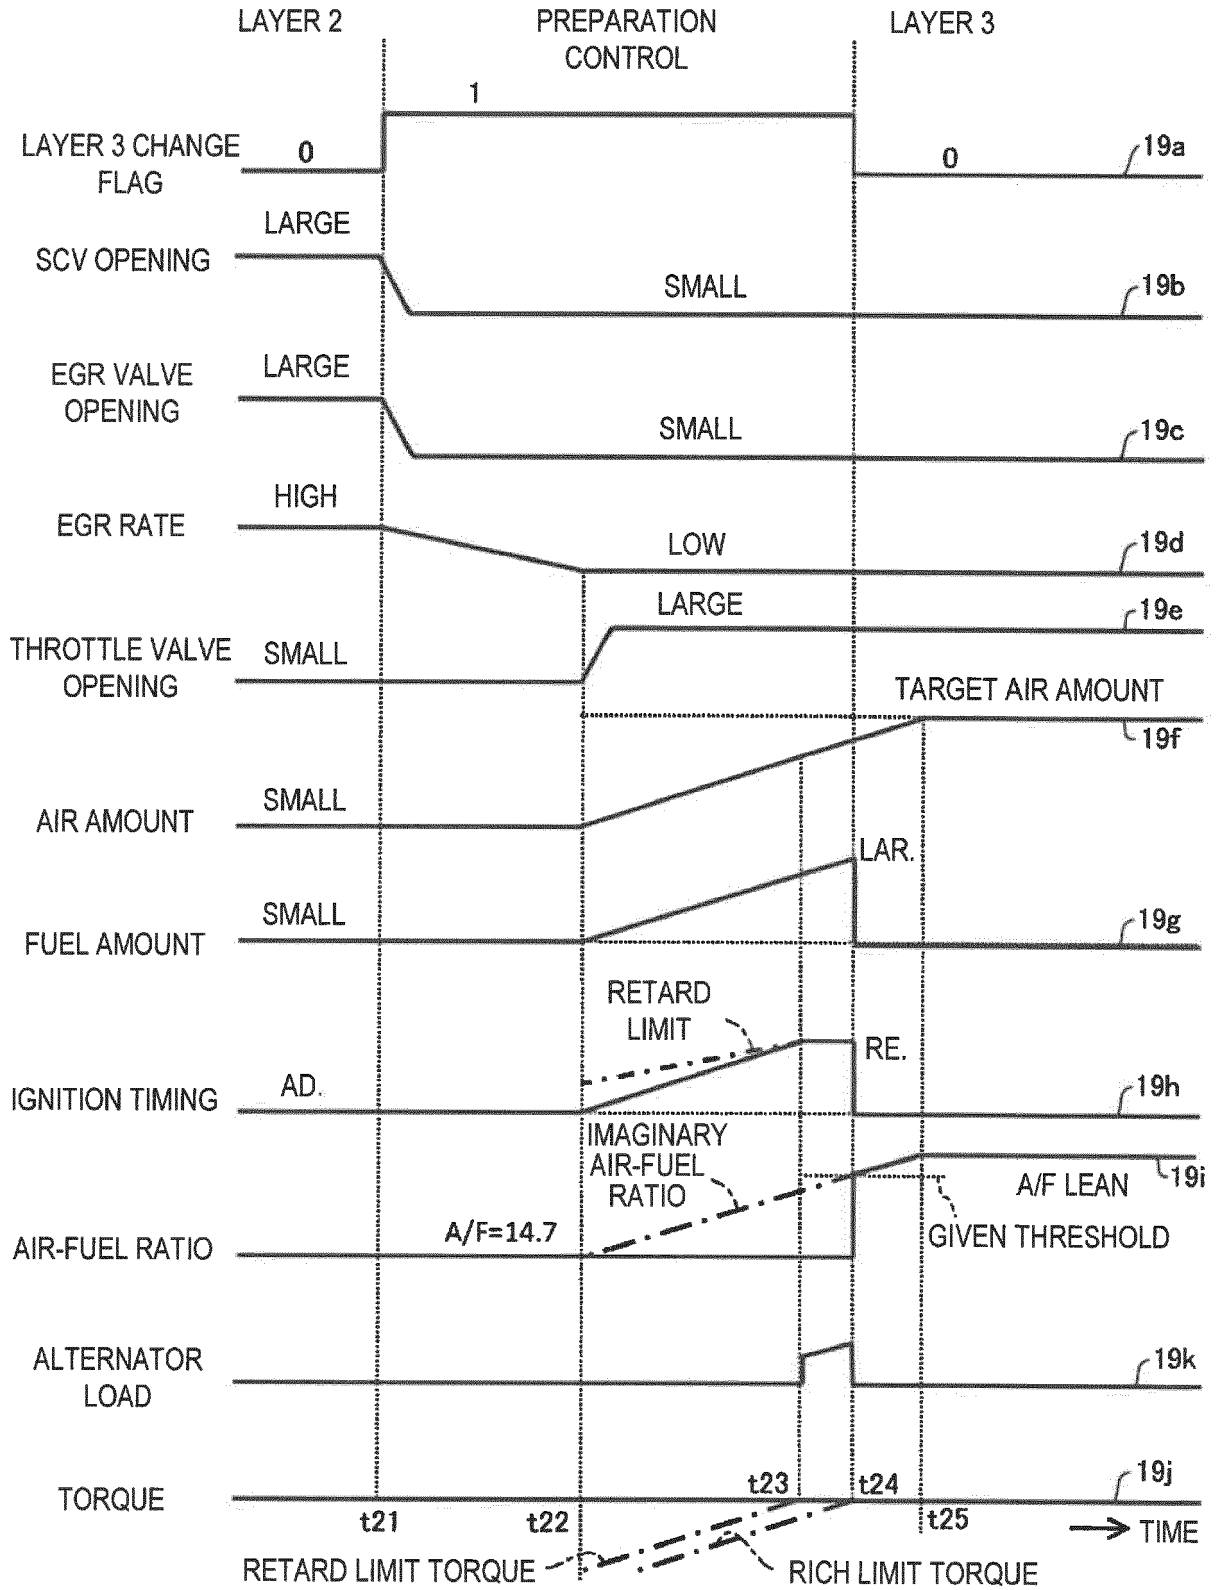 LAYER 2
PREPARATION
CONTROL
LAYER 3
1
LAYER 3 CHANGE
FLAG
0
0
19a
LARGE
SCV OPENING
SMALL
19b
EGR VALVE
OPENING
LARGE
SMALL
19c
HIGH
EGR RATE
LOW
19d
LARGE
19e
THROTTLE VALVE
OPENING
SMALL
TARGET AIR AMOUNT
19f
SMALL
AIR AMOUNT
LAR.
SMALL
FUEL AMOUNT
19g
RETARD
LIMIT
RE.
AD.
IGNITION TIMING
19h
IMAGINARY
AIR-FUEL
RATIO
19i
A/F LEAN
A/F=14.7
GIVEN THRESHOLD
AIR-FUEL RATIO
ALTERNATOR
LOAD
19k
TORQUE
t23
t24
19j
t21
t22
t25
TIME
RETARD LIMIT TORQUE
RICH LIMIT TORQUE